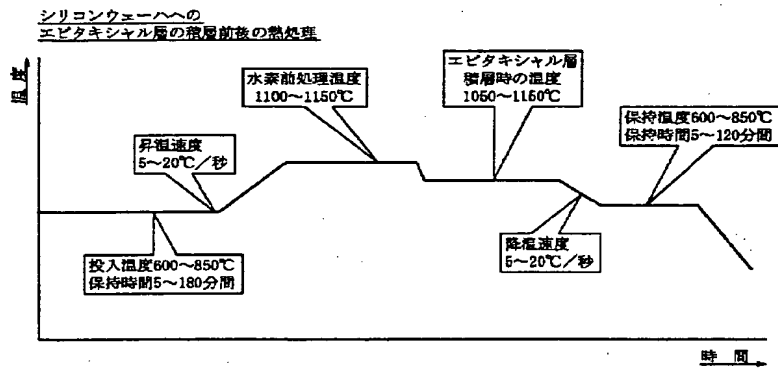 シリコンウェーハへの
エピタキシャル層の積層前後の熱処理
温度
水素前処理温度
1100～1150℃
エピタキシャル層
積層時の温度
1050～1150℃
保持温度600～850℃
保持時間5～120分間
昇温速度
5～20℃／秒
投入温度600～850℃
保持時間5～180分間
降温速度
5～20℃／秒
時間